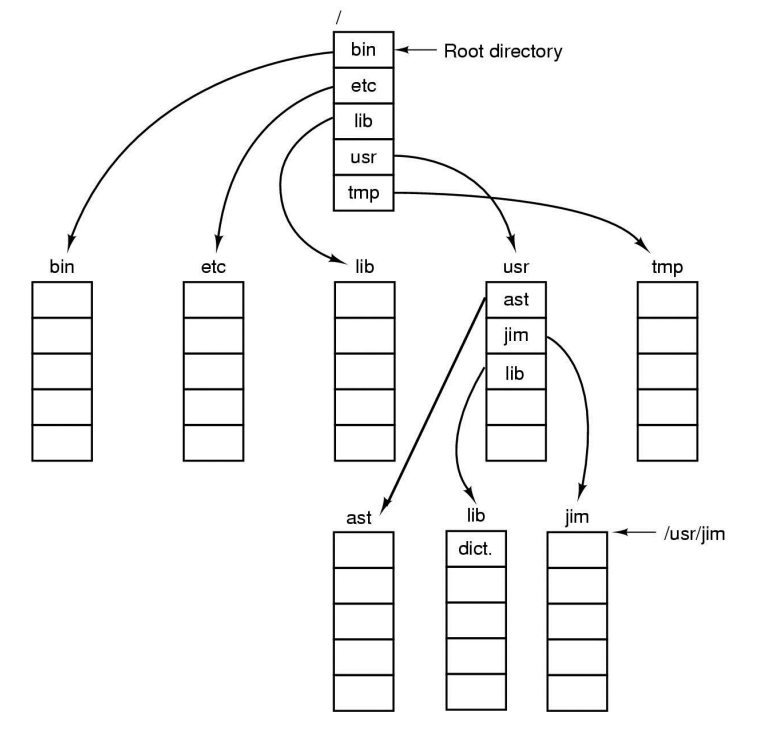 /
bin
Root directory
etc
lib
usr
tmp
bin
etc
lib
usr
tmp
ast
jim
lib
ast
lib
jim
dict.
/usr/jim